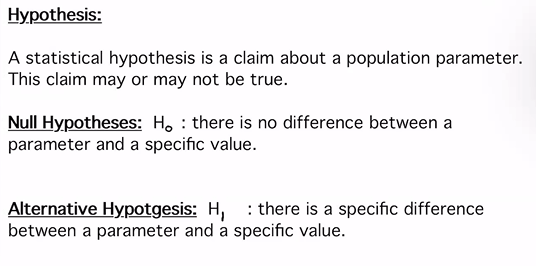 Hypothesis:
A statistical hypothesis is a claim about a population parameter.
This claim may or may not be true.
Null Hypotheses: H₀ : there is no difference between a
parameter and a specific value.
Alternative Hypotgesis: H₁ : there is a specific difference
between a parameter and a specific value.